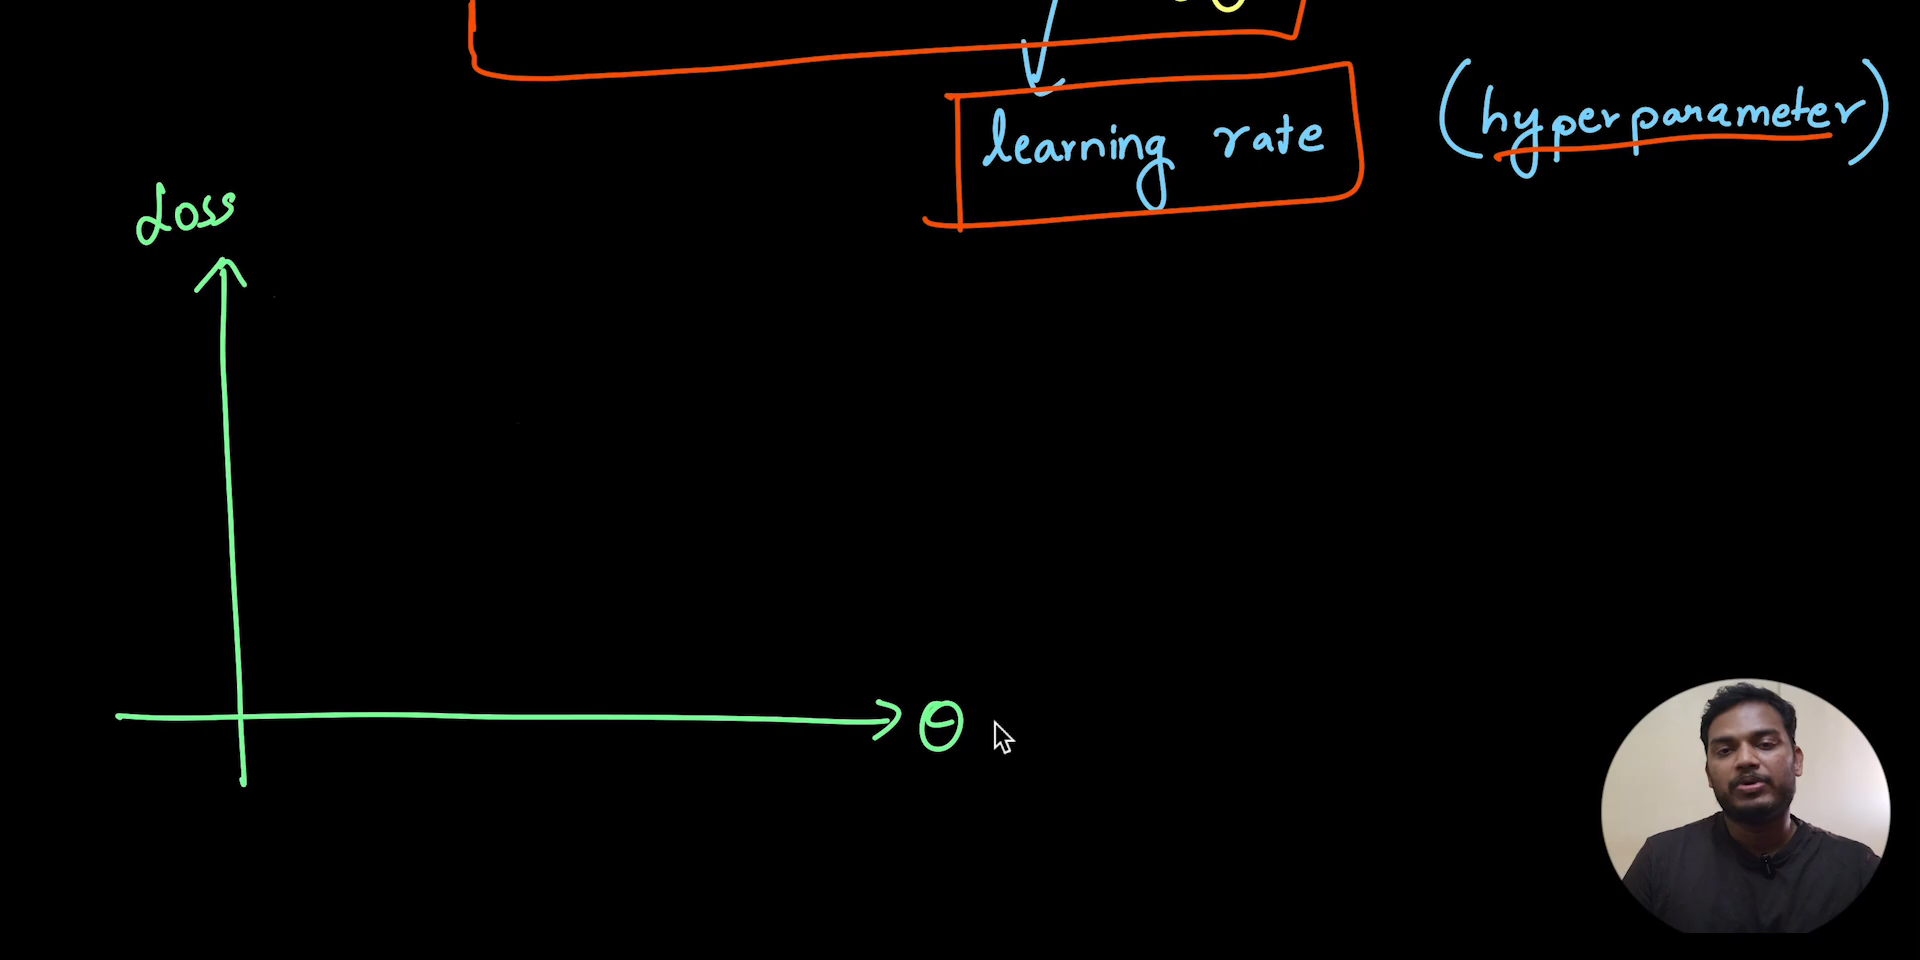 learning rate (hyperparameter)
Loss
θ